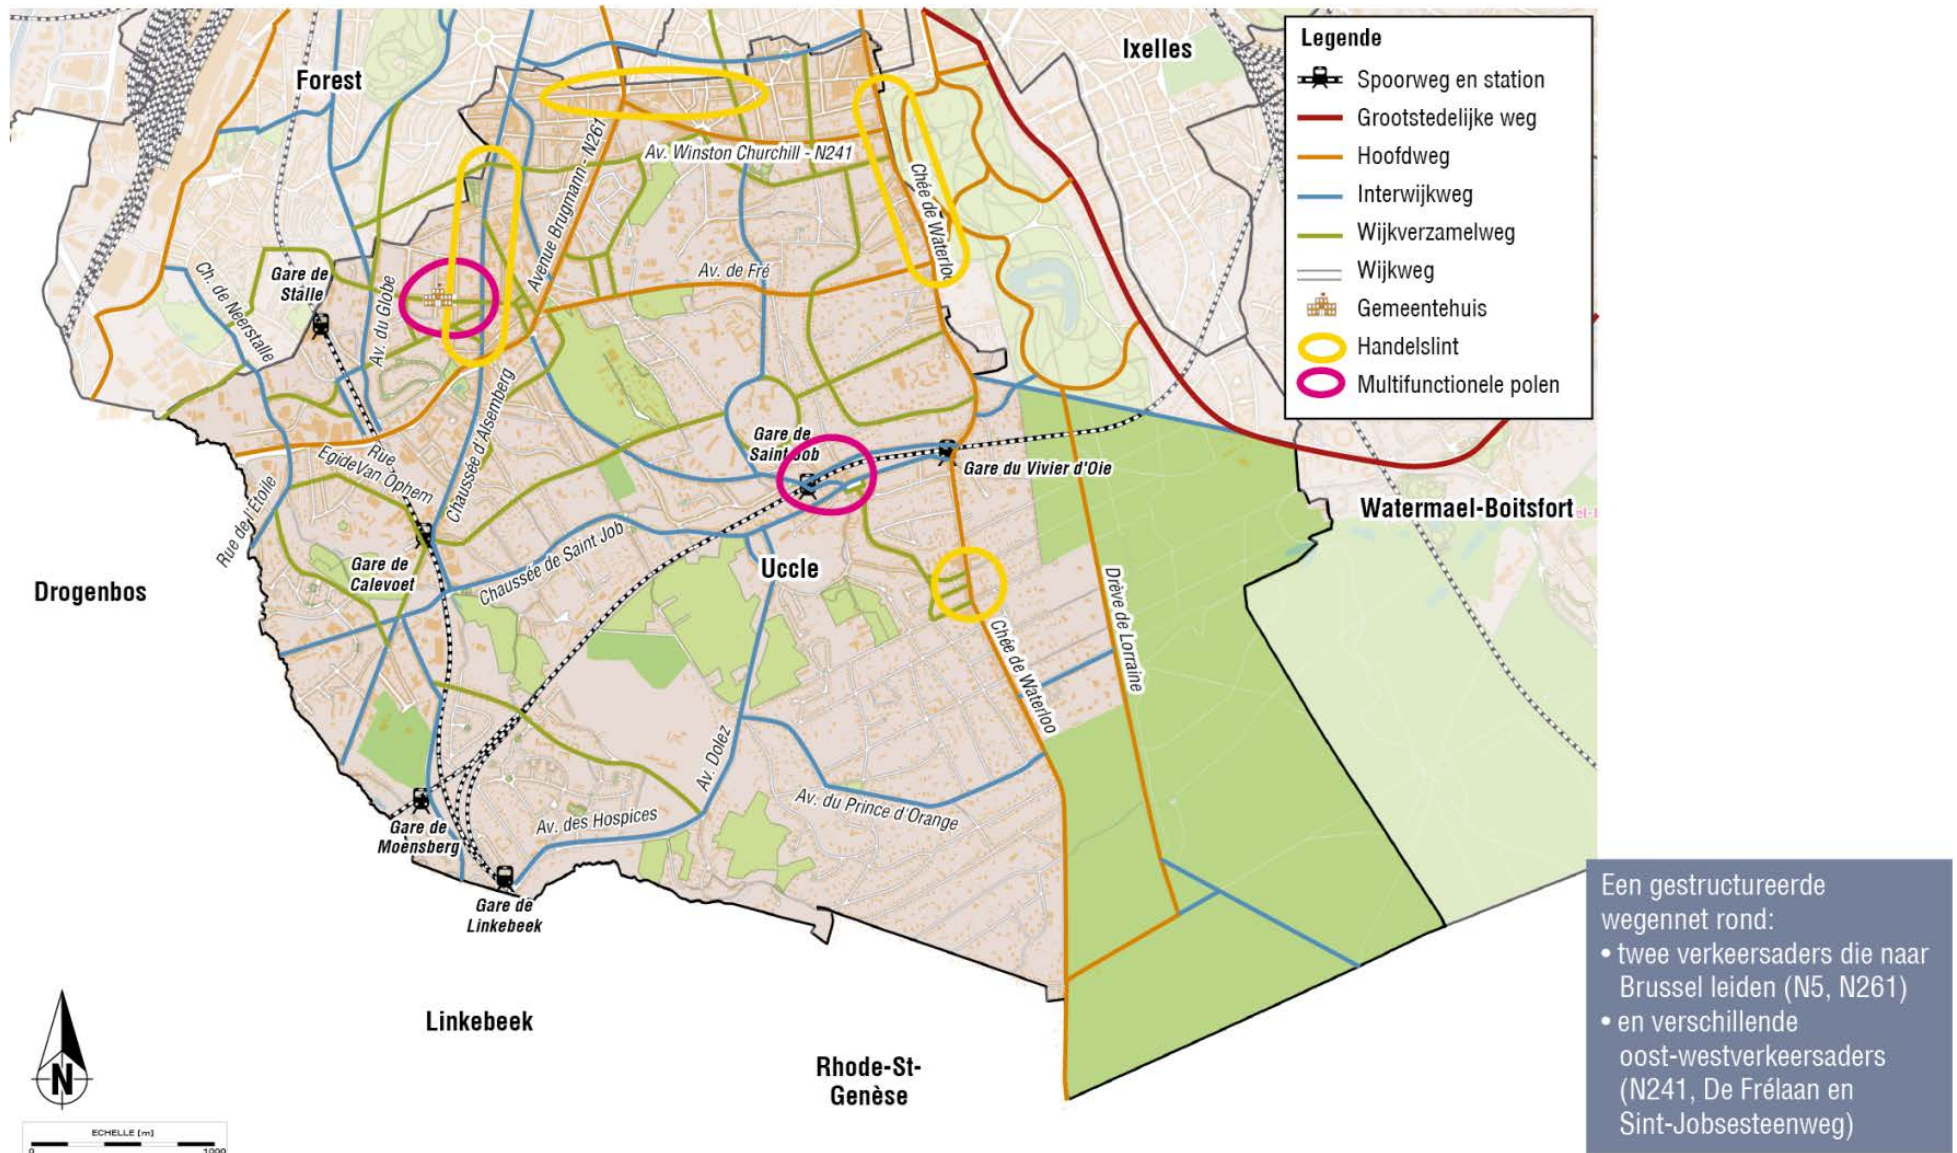 Forest
Ixelles
Legende
Spoorweg en station
Grootstedelijke weg
Hoofdweg
Interwijkweg
Wijkverzamelweg
Wijkweg
Gemeentehuis
Handelslint
Multifunctionele polen
Av. Winston Churchill - N241
Avenue Brugmann - N261
Chée de Waterloo
Av. de Fré
Gare de
Stalle
Ch. de Neerstalle
Av. du Globe
Chaussée d'Alsemberg
Rue
Egide Van Ophem
Rue de l'Etoile
Gare de
Saint Job
Gare du Vivier d'Oie
Watermael-Boitsfort
Gare de
Calevoet
Chaussée de Saint Job
Uccle
Drogenbos
Drève de Lorraine
Chée de Waterloo
Av. Dolez
Av. du Prince d'Orange
Av. des Hospices
Gare de
Moensberg
Gare de
Linkebeek
Linkebeek
Rhode-St-
Genèse
N
ECHELLE [m]
0 1000
Een gestructureerde
wegennet rond:
• twee verkeersaders die naar
Brussel leiden (N5, N261)
• en verschillende
oost-westverkeersaders
(N241, De Frélaan en
Sint-Jobsesteenweg)